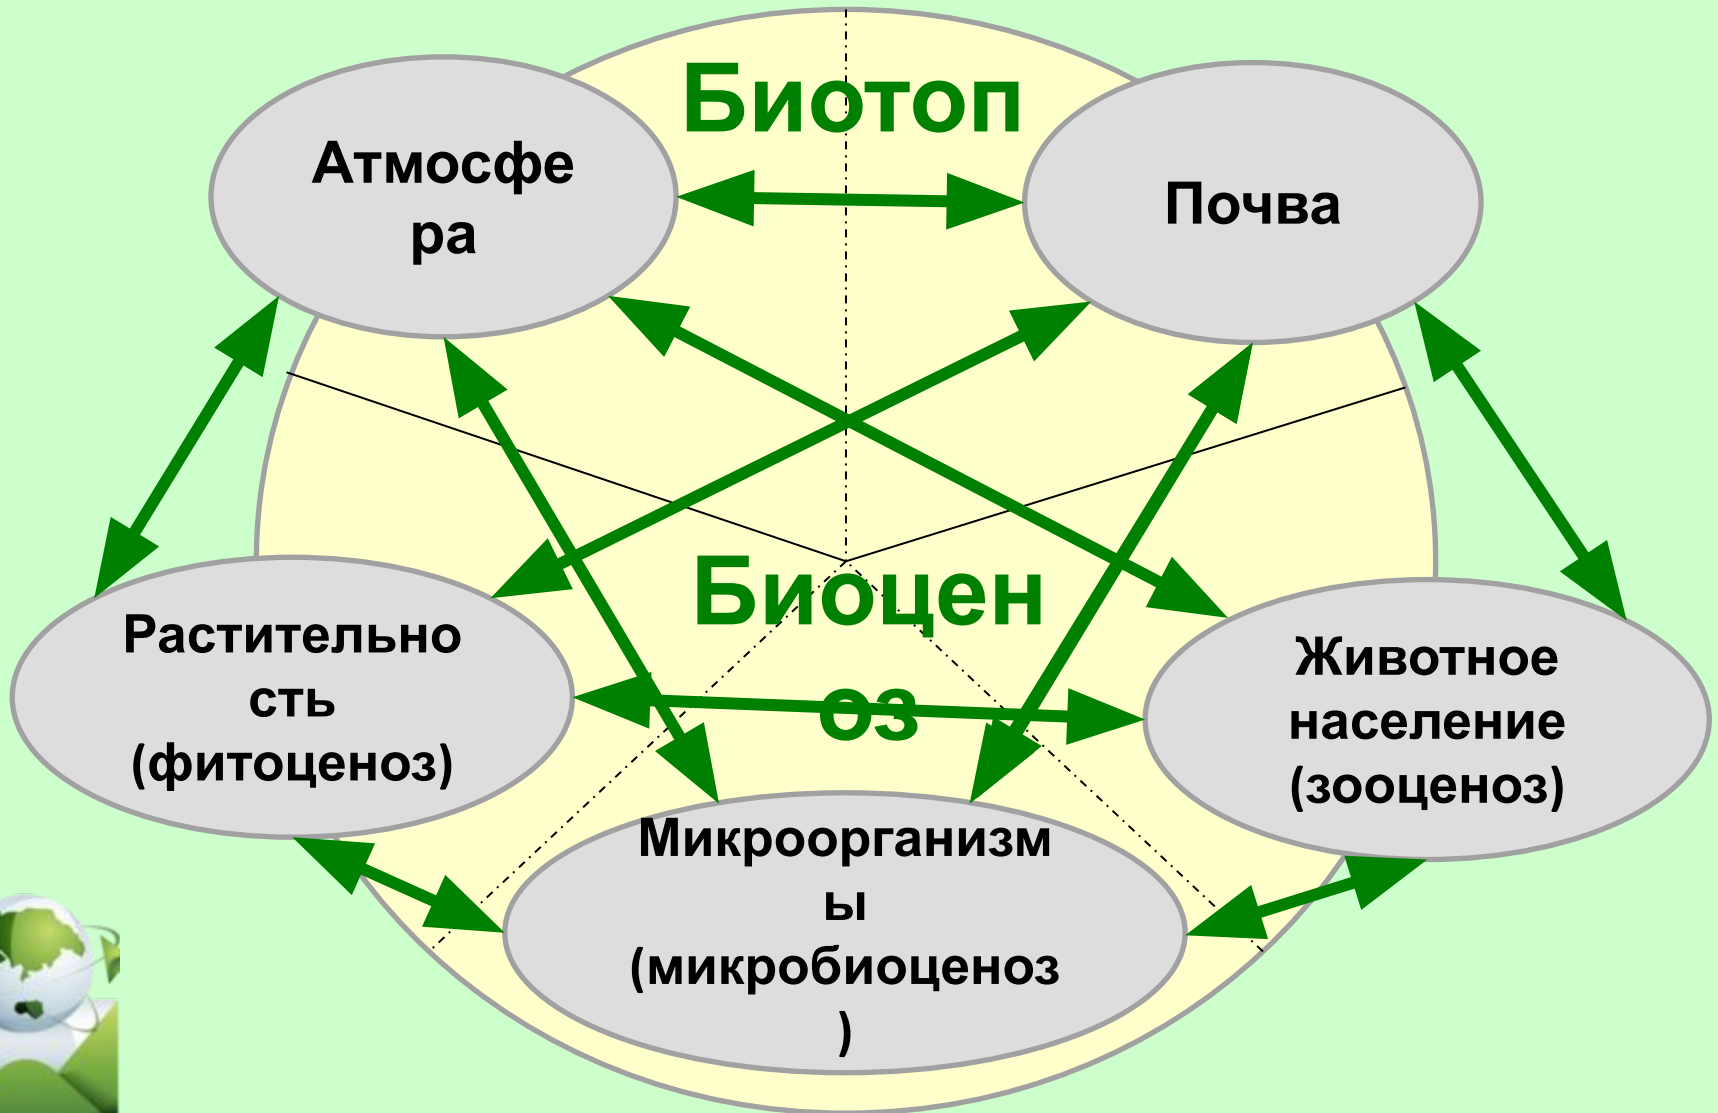 Биотоп
Атмосфе
ра
Почва
Биоцен
оз
Растительно
сть
(фитоценоз)
Животное
население
(зооценоз)
Микроорганизм
ы
(микробиоценоз
)